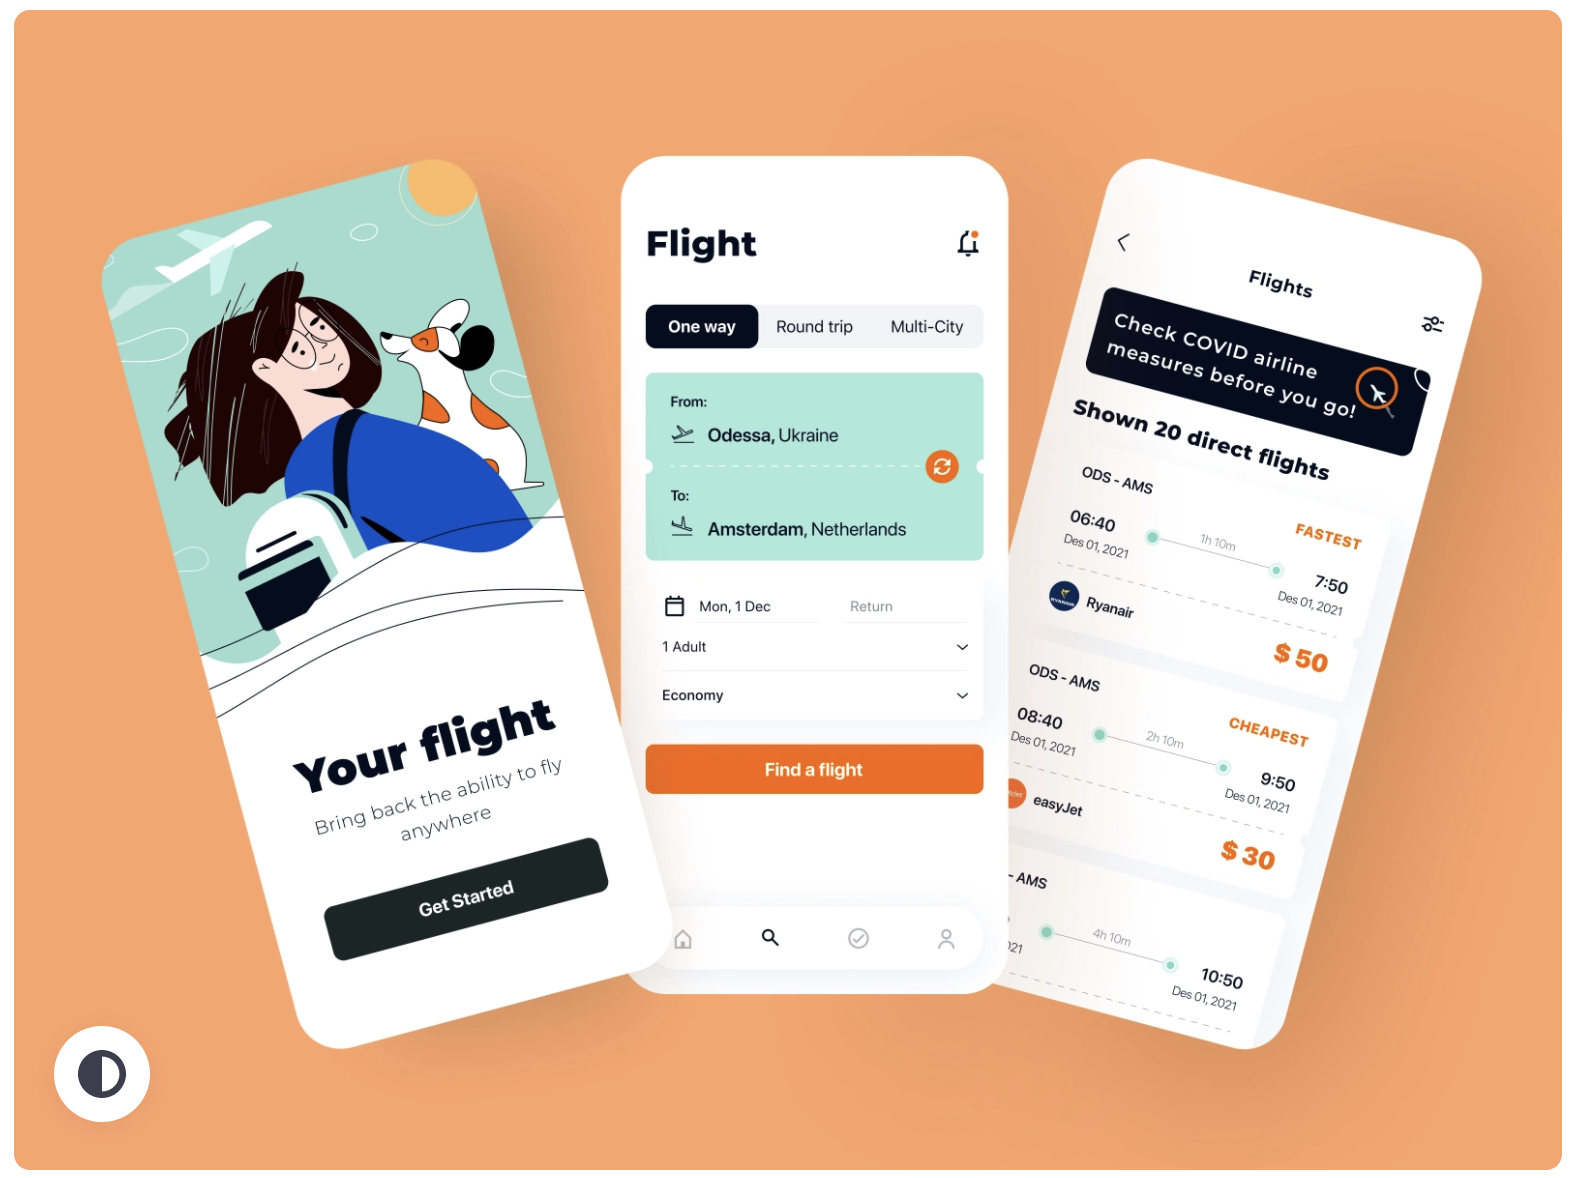 Your flight
Bring back the ability to fly
anywhere
Get Started
Flight
One way
Round trip
Multi-City
From:
Odessa, Ukraine
To:
Amsterdam, Netherlands
Mon, 1 Dec
Return
1 Adult
Economy
Find a flight
Flights
Check COVID airline
measures before you go!
Shown 20 direct flights
ODS - AMS
FASTEST
06:40
1h 10m
7:50
Des 01, 2021
Des 01, 2021
RYANAIR
Ryanair
$ 50
ODS - AMS
CHEAPEST
08:40
2h 10m
9:50
Des 01, 2021
Des 01, 2021
easyJet
$ 30
- AMS
4h 10m
10:50
021
Des 01, 2021